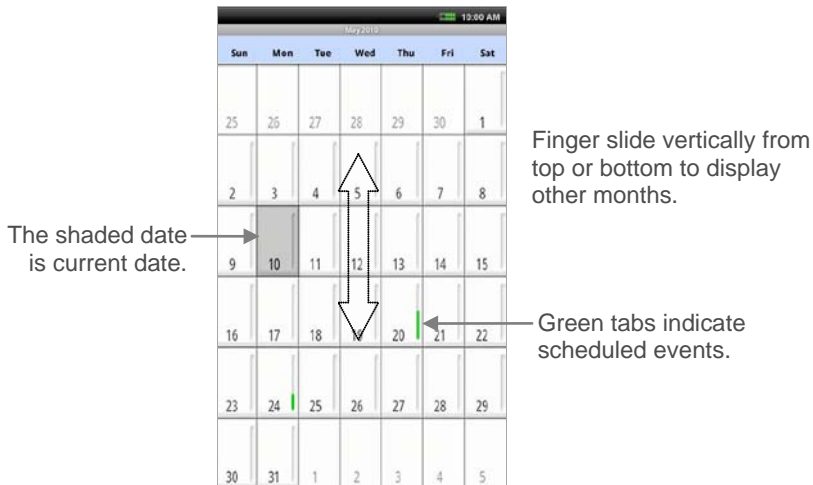 10:00 AM
May 2010
Sun Mon Tue Wed Thu Fri Sat
25 26 27 28 29 30 1
2 3 4 5 6 7 8
9 10 11 12 13 14 15
16 17 18 19 20 21 22
23 24 25 26 27 28 29
30 31 1 2 3 4 5
Finger slide vertically from
top or bottom to display
other months.
The shaded date
is current date.
Green tabs indicate
scheduled events.